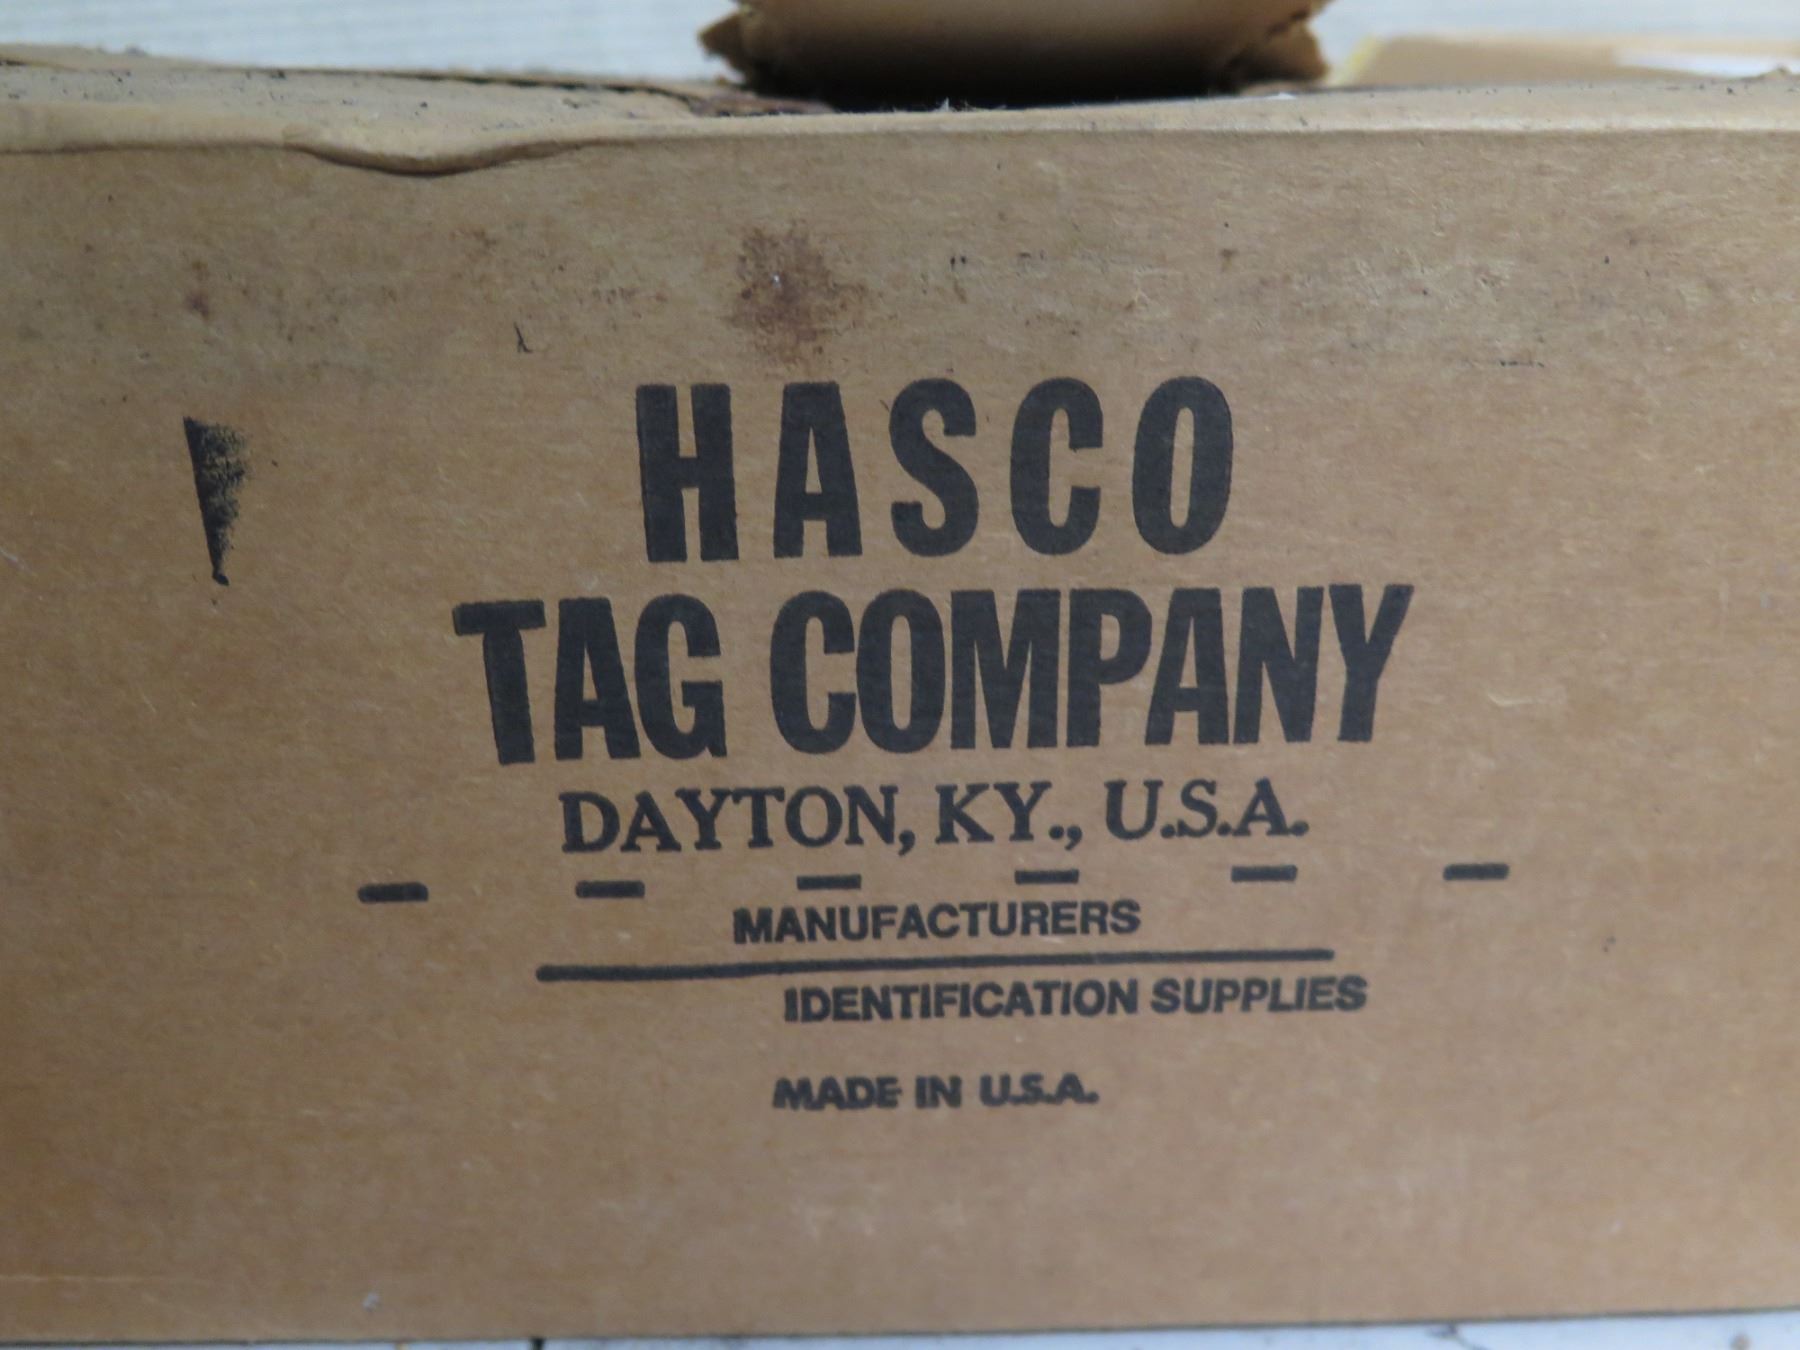 HASCO
TAG COMPANY
DAYTON, KY., U.S.A.
MANUFACTURERS
IDENTIFICATION SUPPLIES
MADE IN U.S.A.